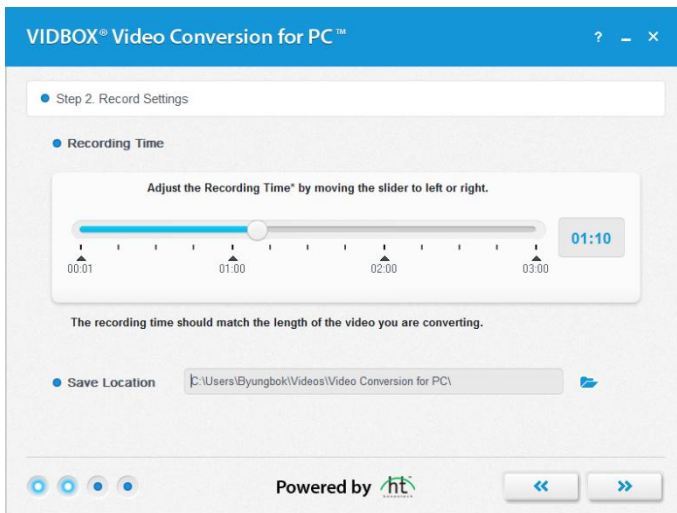 VIDBOX® Video Conversion for PC™ ? – ×
Step 2. Record Settings
Recording Time
Adjust the Recording Time* by moving the slider to left or right.
01:10
00:01 01:00 02:00 03:00
The recording time should match the length of the video you are converting.
Save Location C:\Users\Byungbok\Videos\Video Conversion for PC\
Powered by ht
« »